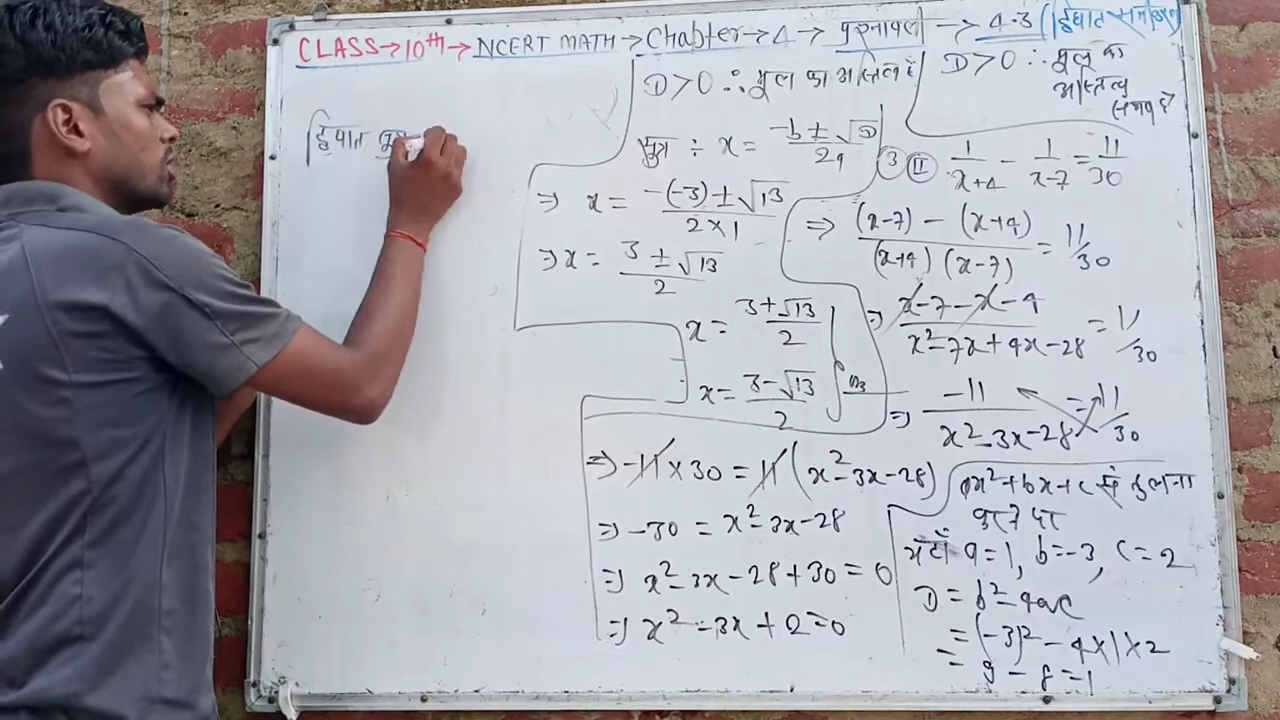 CLASS→10th→NCERT MATH→Chapter→4→ प्रश्नावली → 4.3 (द्विघात समीकरण)
द्विघात
D>0 ∴ मूल का अस्तित्व है
सूत्र ÷ x = -b ± √D / 2a
⇒ x = -(-3) ± √13 / 2×1
⇒ x = 3 ± √13 / 2
x = 3+√13 / 2
x = 3-√13 / 2
D>0 ∴ मूल का
अस्तित्व
संभव है
3 II 1/x+4 - 1/x-7 = 11/30
⇒ (x-7) - (x+4) / (x+4) (x-7) = 11/30
⇒ x-7-x-4 / x²-7x+4x-28 = 11/30
⇒ -11 / x²-3x-28 = 11/30
⇒ -11×30 = 11 (x²-3x-28)
⇒ -30 = x²-3x-28
⇒ x²-3x-28+30 = 0
⇒ x²-3x+2=0
ax²+bx+c से तुलना
करने पर
यहाँ a=1, b=-3, c=2
D = b²-4ac
= (-3)² - 4×1×2
= 9 - 8 = 1